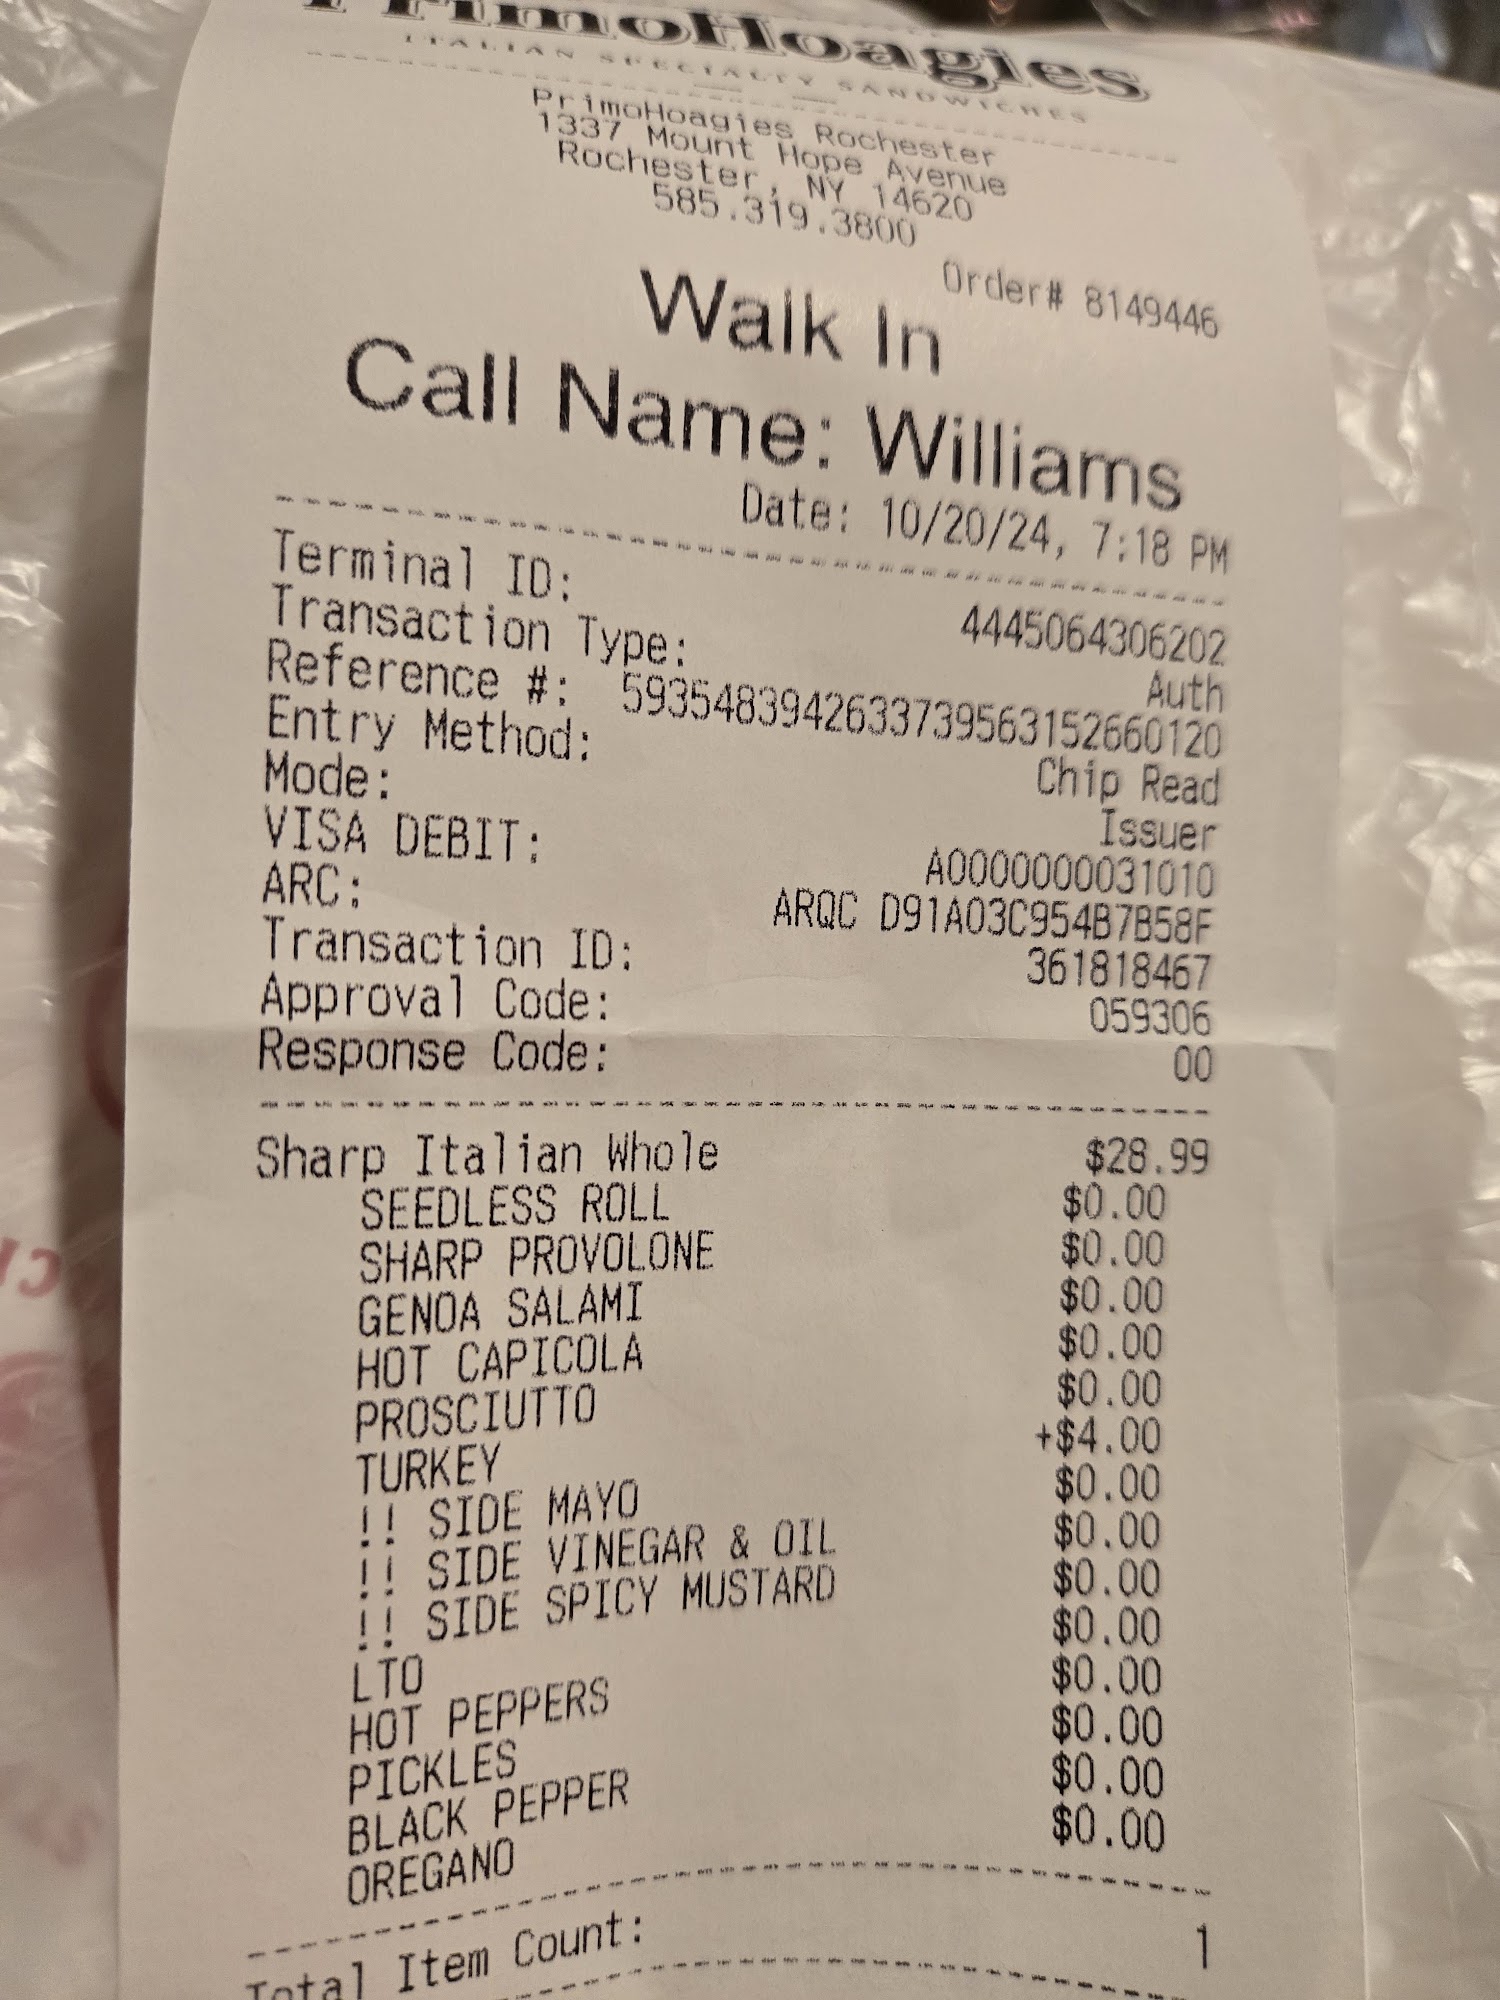 PrimoHoagies
ITALIAN SPECIALTY SANDWICHES
PrimoHoagies Rochester
1337 Mount Hope Avenue
Rochester, NY 14620
585.319.3800
Order# 8149446
Walk In
Call Name: Williams
Date: 10/20/24, 7:18 PM
Terminal ID: 4445064306202
Transaction Type: Auth
Reference #: 5935483942633739563152660120
Entry Method: Chip Read
Mode: Issuer
VISA DEBIT: A0000000031010
ARC: ARQC D91A03C954B7B58F
Transaction ID: 361818467
Approval Code: 059306
Response Code: 00
Sharp Italian Whole $28.99
SEEDLESS ROLL $0.00
SHARP PROVOLONE $0.00
GENOA SALAMI $0.00
HOT CAPICOLA $0.00
PROSCIUTTO $0.00
TURKEY +$4.00
!! SIDE MAYO $0.00
!! SIDE VINEGAR & OIL $0.00
!! SIDE SPICY MUSTARD $0.00
LTO $0.00
HOT PEPPERS $0.00
PICKLES $0.00
BLACK PEPPER $0.00
OREGANO $0.00
Total Item Count: 1